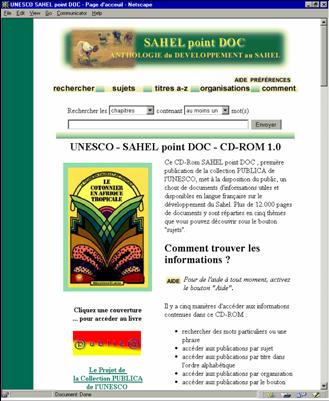 UNESCO SAHEL point DOC - Page d'acceuil - Netscape
File Edit View Go Communicator Help
SAHEL point DOC
ANTHOLOGIE du DEVELOPPEMENT au SAHEL
AIDE PRÉFÉRENCES
rechercher sujets titres a-z organisations comment
Rechercher les chapitres contenant au moins un mot(s)
Envoyer
UNESCO - SAHEL point DOC - CD-ROM 1.0
LE
COTONNIER
EN AFRIQUE
TROPICALE
Cliquez une couverture
... pour accéder au livre
Le Projet de
la Collection PUBLICA
de l'UNESCO
Ce CD-Rom SAHEL point DOC , première
publication de la collection PUBLICA de
l'UNESCO, met à la disposition du public, un
choix de documents d'informations utiles et
disponibles en langue française sur le
développement du Sahel. Plus de 12.000 pages
de documents y sont répartis en cinq thèmes
que vous pouvez découvrir sous le bouton
"sujets".
Comment trouver les
informations ?
AIDE Pour de l'aide à tout moment, activez
le bouton "Aide".
Il y a cinq manières d'accéder aux informations
contenues dans ce CD-ROM :
• rechercher des mots particuliers ou une
phrase
• accéder aux publications par sujet
• accéder aux publications par titre dans
l'ordre alphabétique
• accéder aux publications par organisation
• accéder aux publications par le bouton
Document: Done